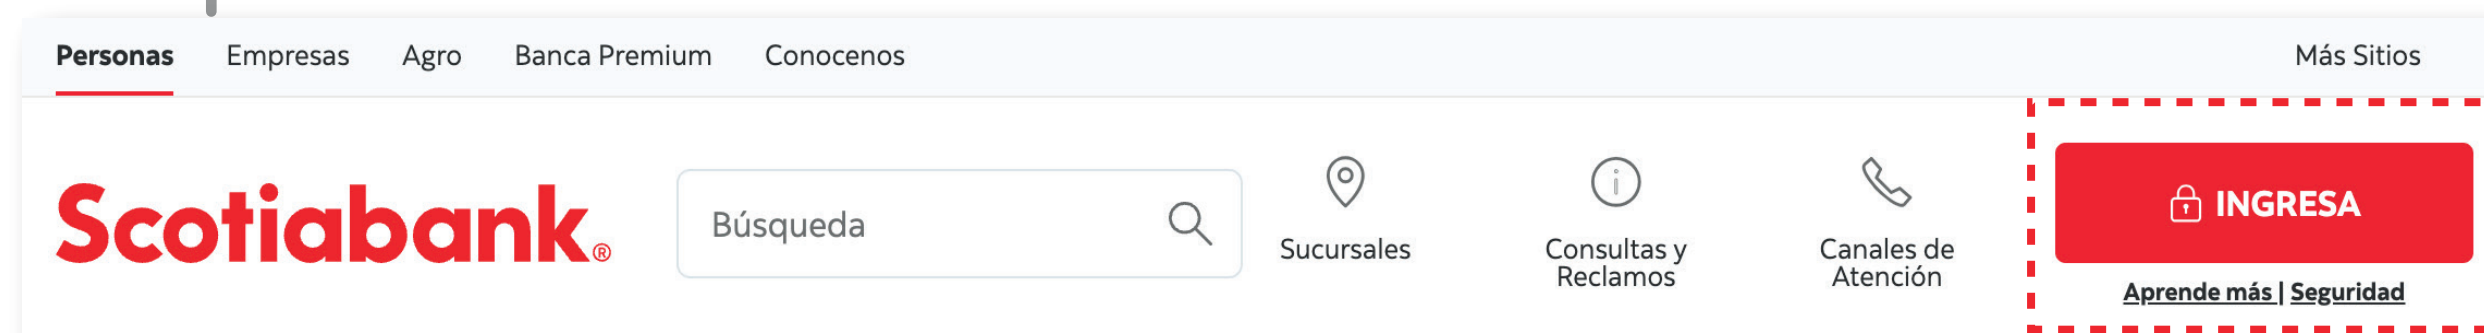 Personas Empresas Agro Banca Premium Conocenos Más Sitios
Scotiabank®
Búsqueda
Sucursales
Consultas y
Reclamos
Canales de
Atención
INGRESA
Aprende más | Seguridad